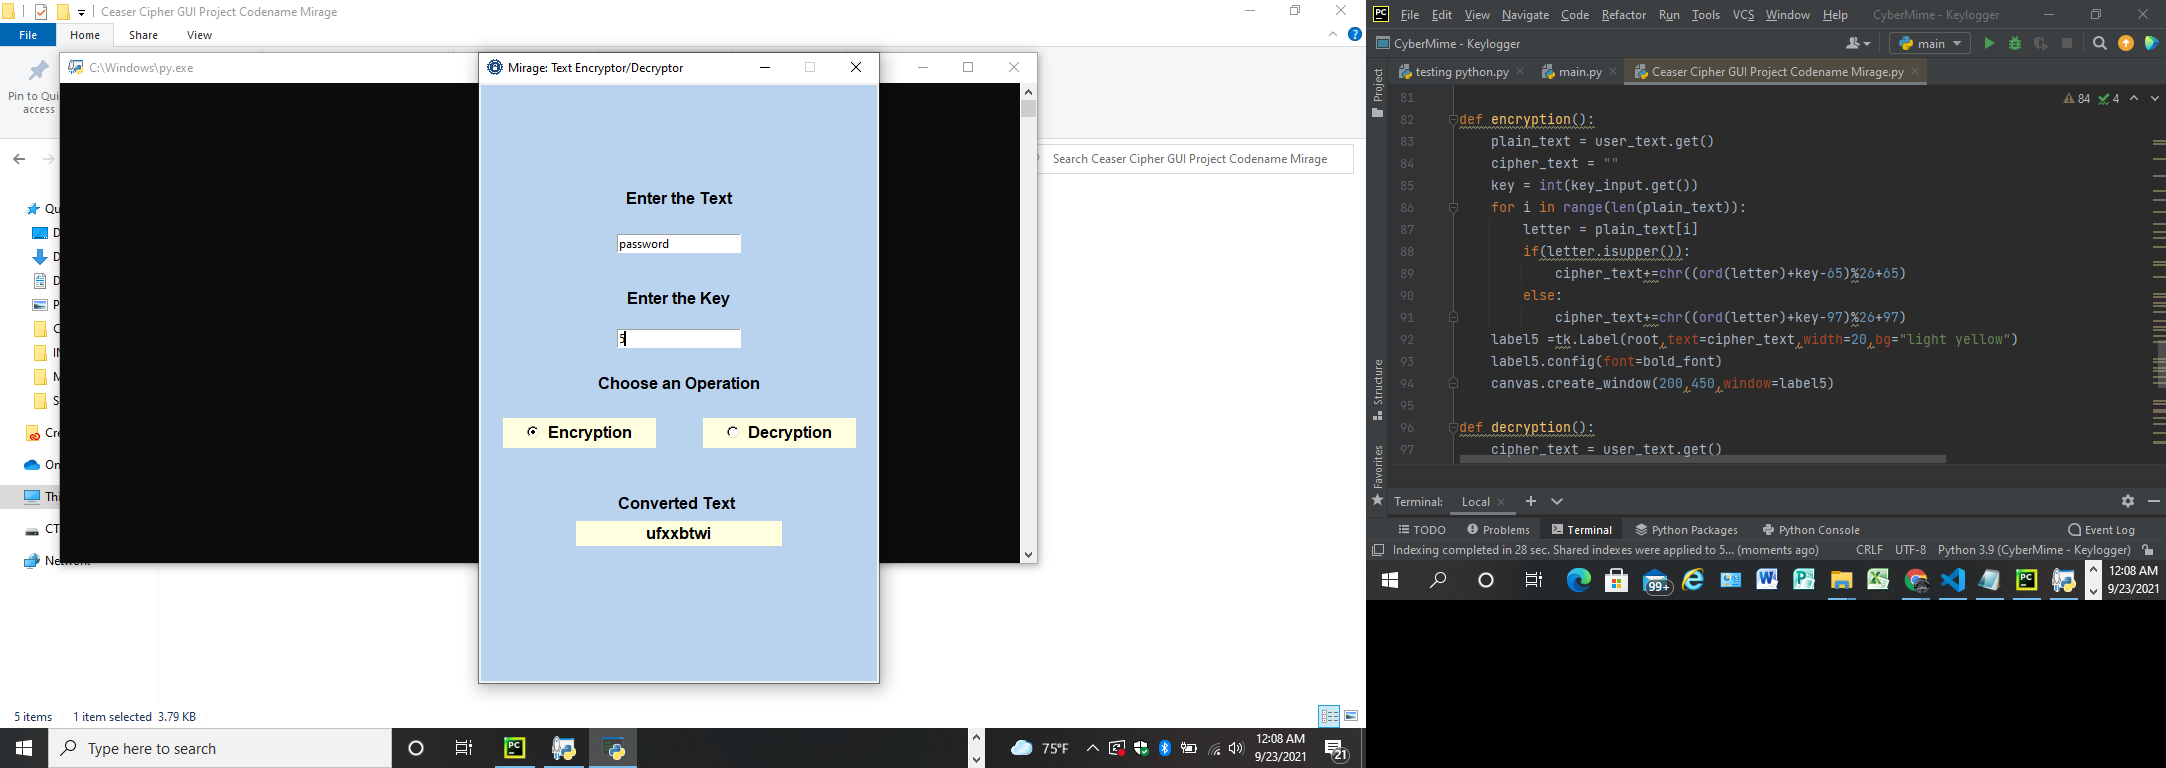 Ceaser Cipher GUI Project Codename Mirage
File Home Share View
C:\Windows\py.exe
Pin to Qui
access
Search Ceaser Cipher GUI Project Codename Mirage
Qu
D
D
D
P
C
IN
M
S
Cre
On
Thi
CT
Network
5 items 1 item selected 3.79 KB
Mirage: Text Encryptor/Decryptor
Enter the Text
password
Enter the Key
5
Choose an Operation
Encryption Decryption
Converted Text
ufxxbtwi
Type here to search
PC
75°F
12:08 AM
9/23/2021
21
PC File Edit View Navigate Code Refactor Run Tools VCS Window Help CyberMime - Keylogger
CyberMime - Keylogger main
testing python.py main.py Ceaser Cipher GUI Project Codename Mirage.py
Project
Structure
Favorites
84 4
81
82 def encryption():
83 plain_text = user_text.get()
84 cipher_text = ""
85 key = int(key_input.get())
86 for i in range(len(plain_text)):
87 letter = plain_text[i]
88 if(letter.isupper()):
89 cipher_text+=chr((ord(letter)+key-65)%26+65)
90 else:
91 cipher_text+=chr((ord(letter)+key-97)%26+97)
92 label5 =tk.Label(root,text=cipher_text,width=20,bg="light yellow")
93 label5.config(font=bold_font)
94 canvas.create_window(200,450,window=label5)
95
96 def decryption():
97 cipher_text = user_text.get()
Terminal: Local
TODO Problems Terminal Python Packages Python Console Event Log
Indexing completed in 28 sec. Shared indexes were applied to 5... (moments ago) CRLF UTF-8 Python 3.9 (CyberMime - Keylogger)
99+
PC
12:08 AM
9/23/2021